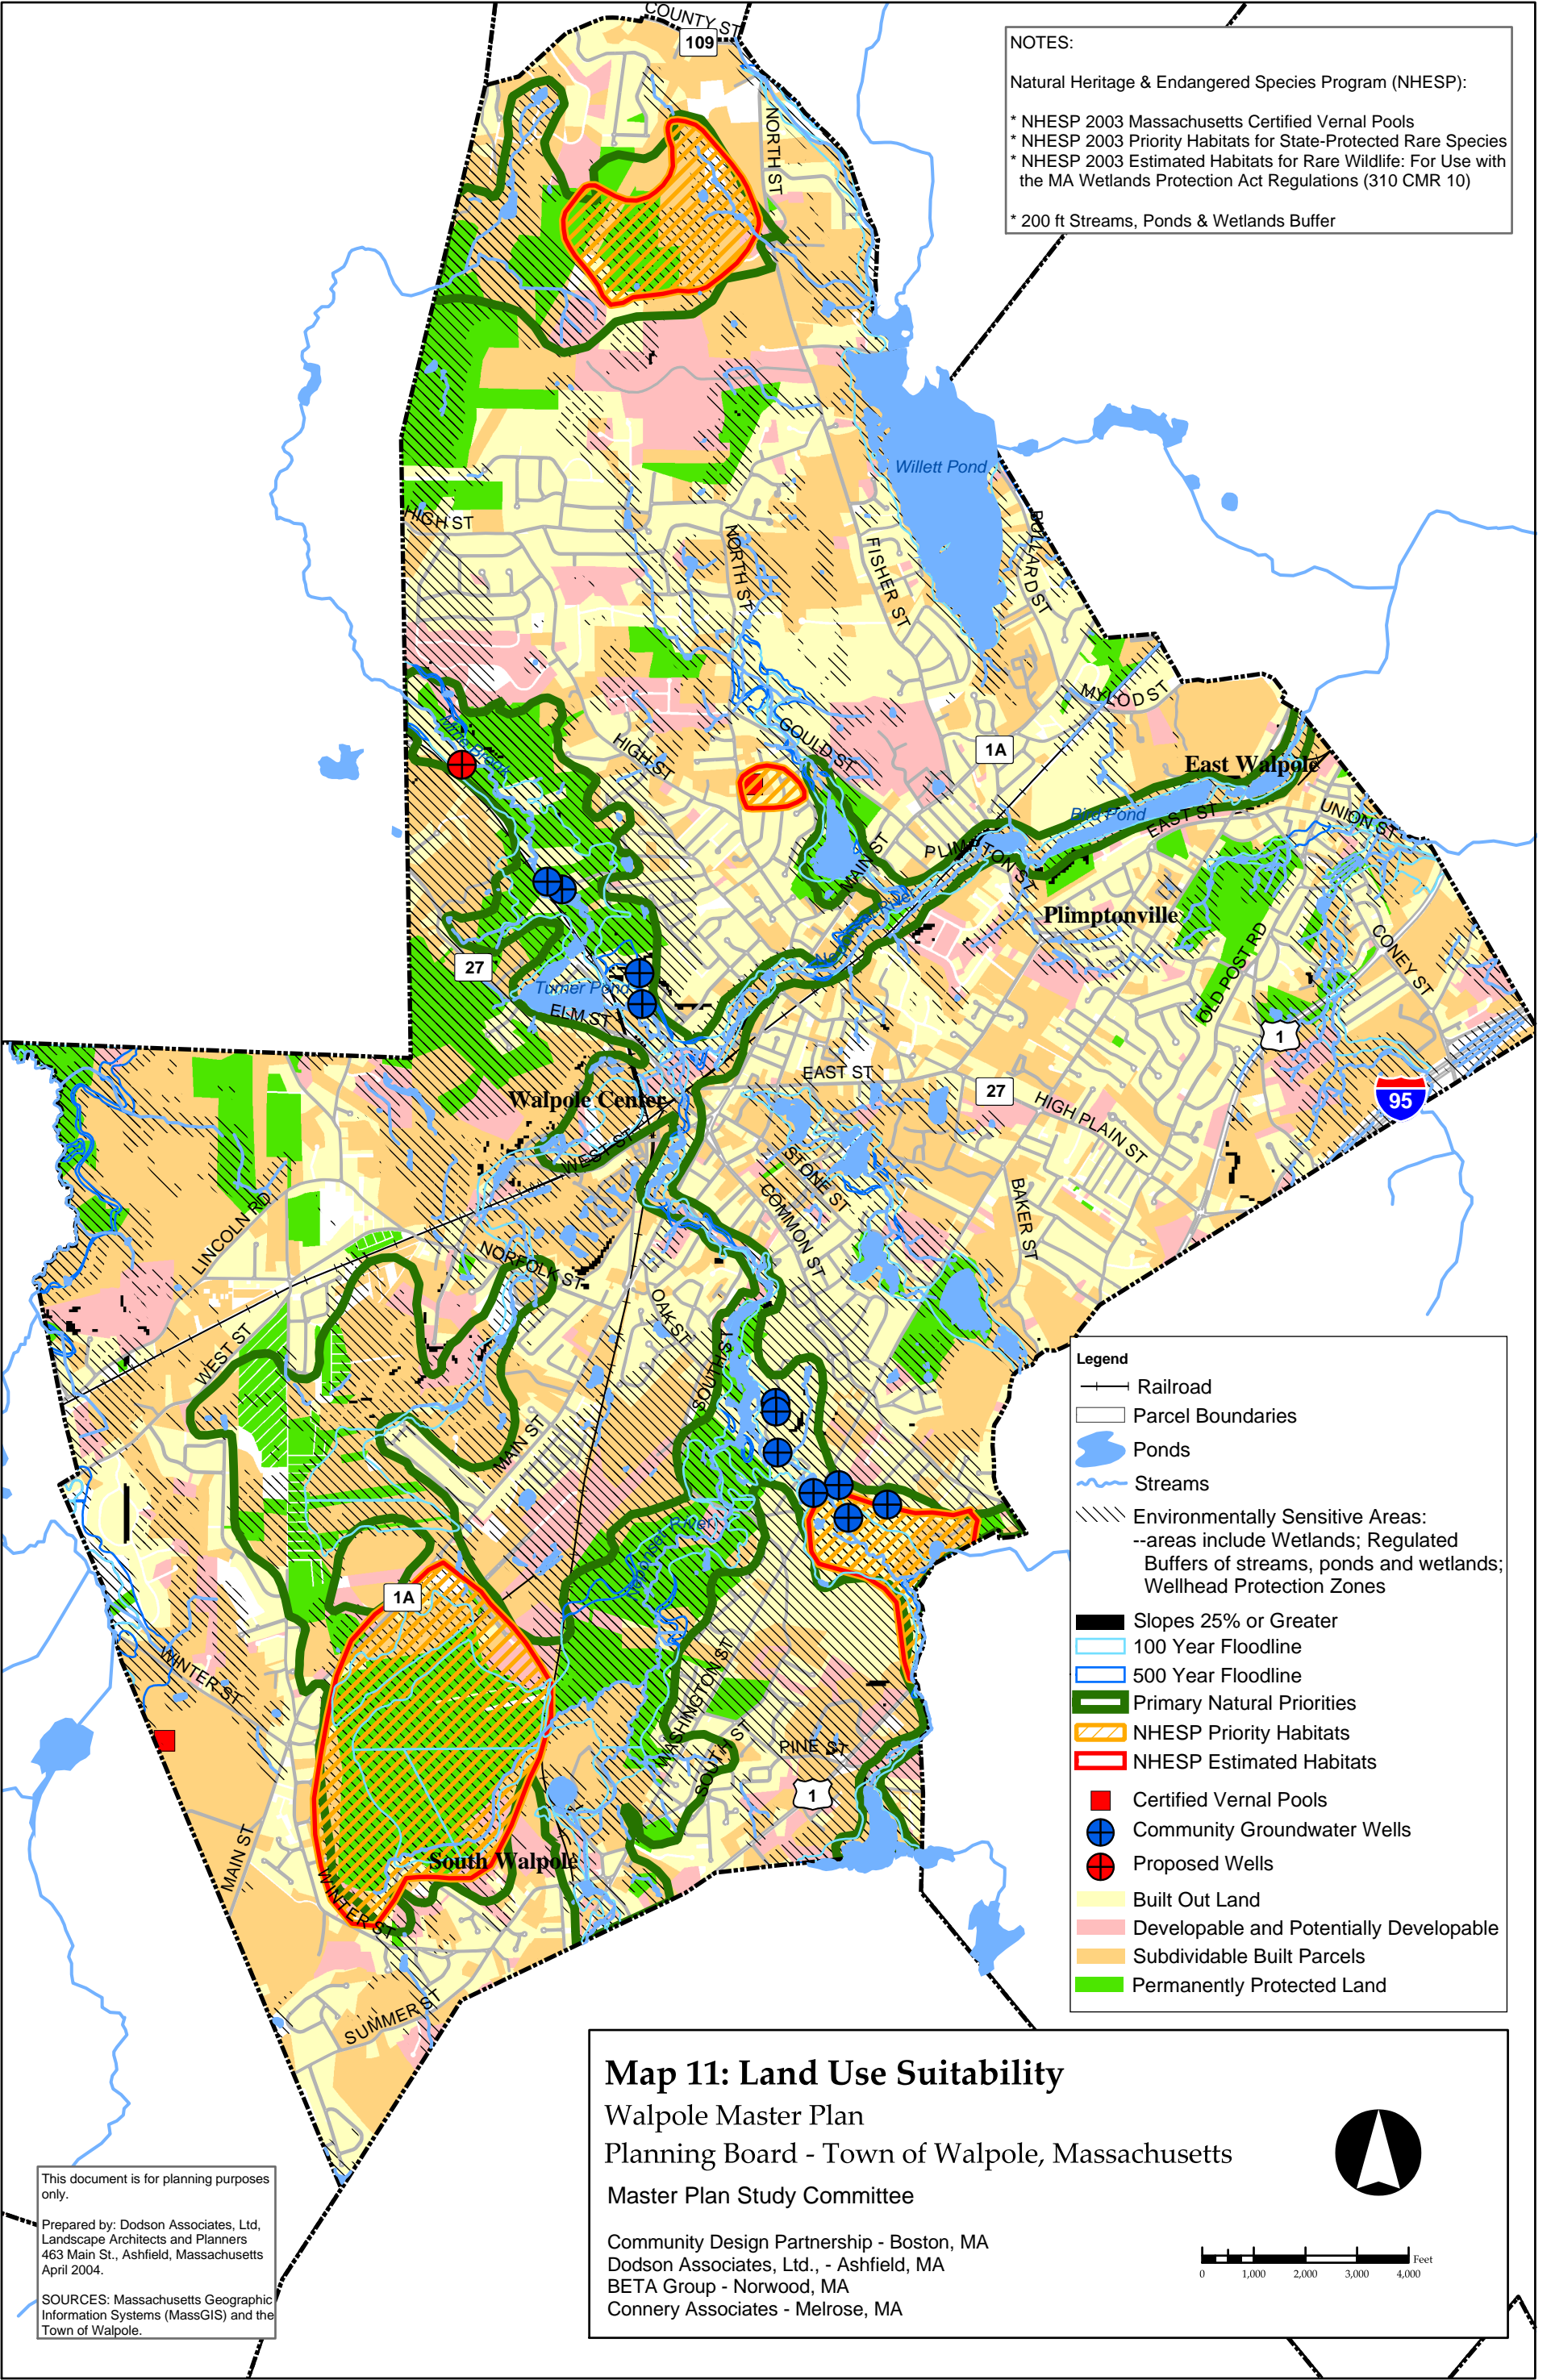 COUNTY ST
109
NORTH ST
NOTES:
Natural Heritage & Endangered Species Program (NHESP):
* NHESP 2003 Massachusetts Certified Vernal Pools
* NHESP 2003 Priority Habitats for State-Protected Rare Species
* NHESP 2003 Estimated Habitats for Rare Wildlife: For Use with
the MA Wetlands Protection Act Regulations (310 CMR 10)
* 200 ft Streams, Ponds & Wetlands Buffer
Willett Pond
HIGH ST
NORTH ST
FISHER ST
BULLARD ST
MYLOD ST
GOULD ST
HIGH ST
1A
East Walpole
Mine Brook
Bird Pond
EAST ST
UNION ST
PLIMPTON ST
MAIN ST
Plimptonville
Neponset River
27
CONEY ST
OLD POST RD
Turner Pond
ELM ST
1
EAST ST
27
95
Walpole Center
HIGH PLAIN ST
WEST ST
STONE ST
COMMON ST
BAKER ST
LINCOLN RD
NORFOLK ST
OAK ST
WEST ST
SOUTH ST
MAIN ST
Neponset River
1A
WINTER ST
WASHINGTON ST
SOUTH ST
PINE ST
1
MAIN ST
South Walpole
WINTER ST
SUMMER ST
Legend
Railroad
Parcel Boundaries
Ponds
Streams
Environmentally Sensitive Areas:
--areas include Wetlands; Regulated
Buffers of streams, ponds and wetlands;
Wellhead Protection Zones
Slopes 25% or Greater
100 Year Floodline
500 Year Floodline
Primary Natural Priorities
NHESP Priority Habitats
NHESP Estimated Habitats
Certified Vernal Pools
Community Groundwater Wells
Proposed Wells
Built Out Land
Developable and Potentially Developable
Subdividable Built Parcels
Permanently Protected Land
Map 11: Land Use Suitability
Walpole Master Plan
Planning Board - Town of Walpole, Massachusetts
Master Plan Study Committee
Community Design Partnership - Boston, MA
Dodson Associates, Ltd., - Ashfield, MA
BETA Group - Norwood, MA
Connery Associates - Melrose, MA
Feet
0 1,000 2,000 3,000 4,000
This document is for planning purposes
only.
Prepared by: Dodson Associates, Ltd,
Landscape Architects and Planners
463 Main St., Ashfield, Massachusetts
April 2004.
SOURCES: Massachusetts Geographic
Information Systems (MassGIS) and the
Town of Walpole.